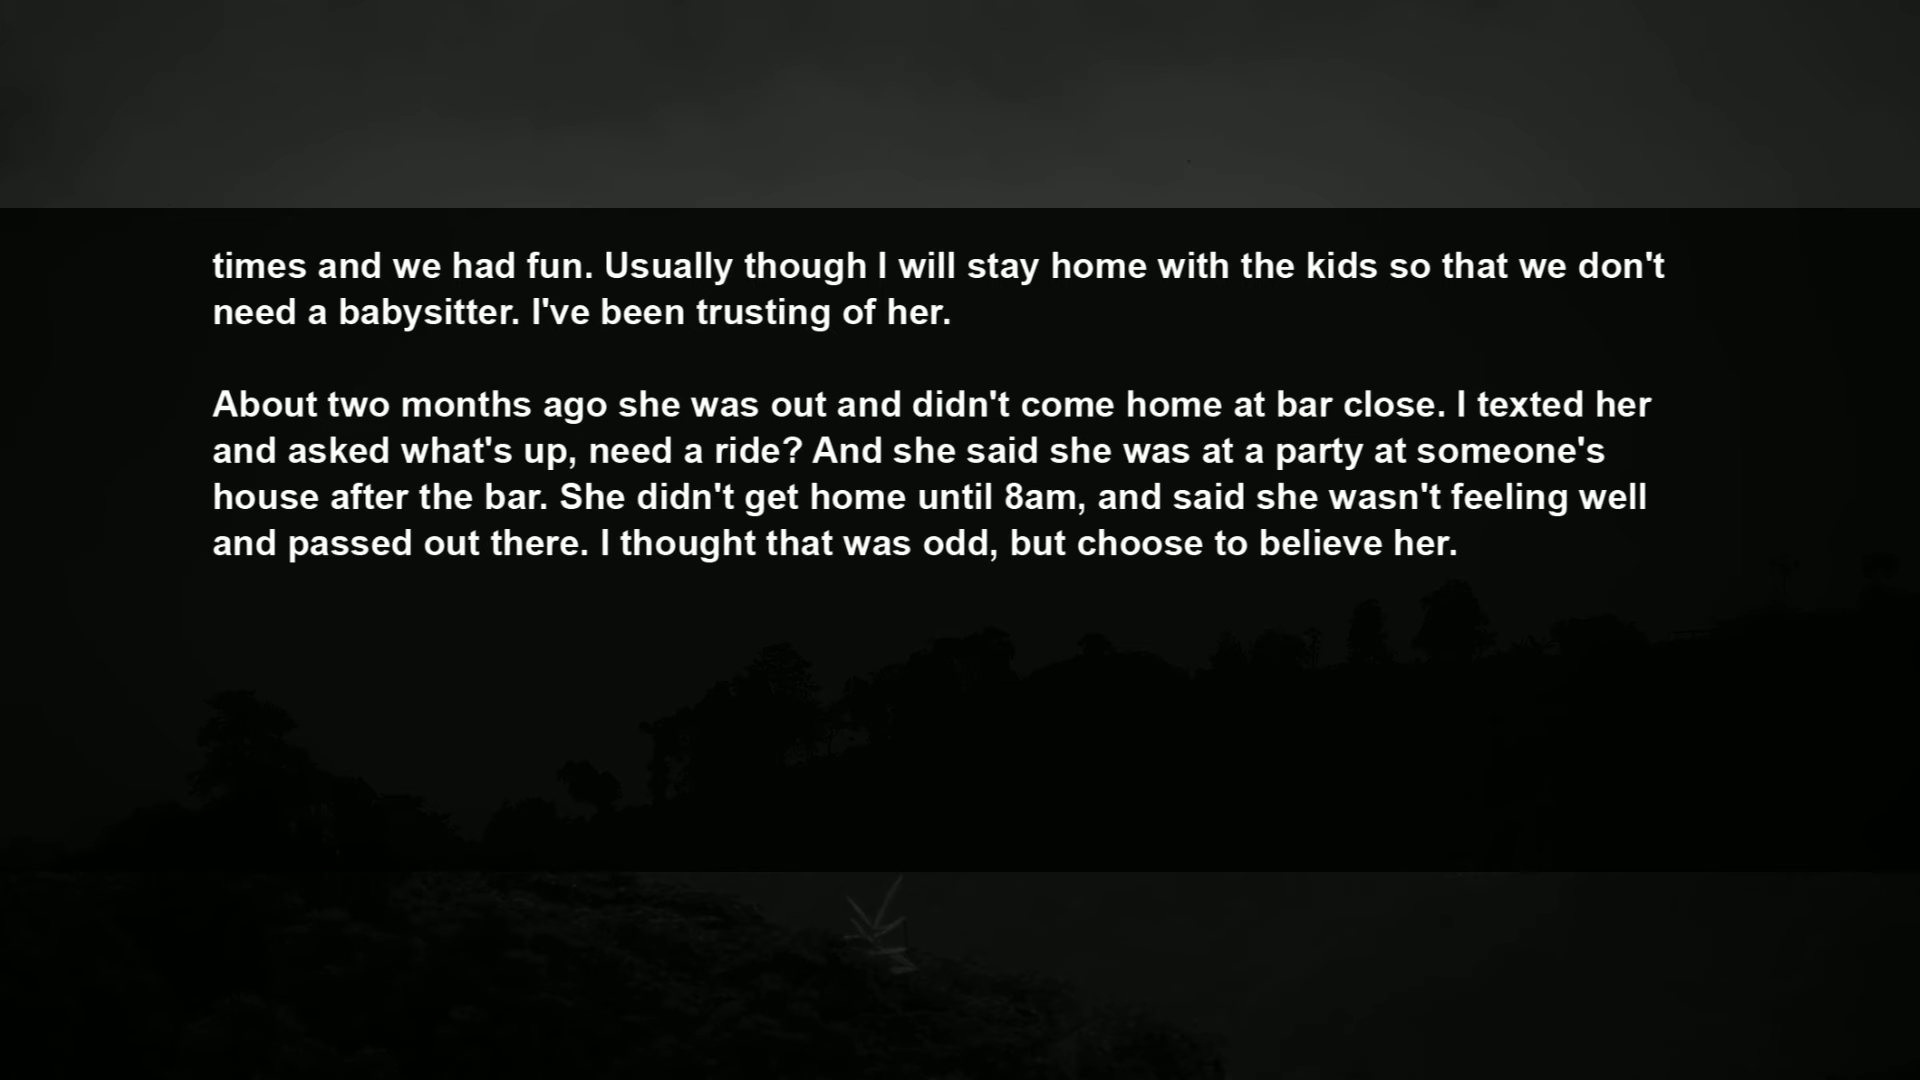 times and we had fun. Usually though I will stay home with the kids so that we don't
need a babysitter. I've been trusting of her.
About two months ago she was out and didn't come home at bar close. I texted her
and asked what's up, need a ride? And she said she was at a party at someone's
house after the bar. She didn't get home until 8am, and said she wasn't feeling well
and passed out there. I thought that was odd, but choose to believe her.